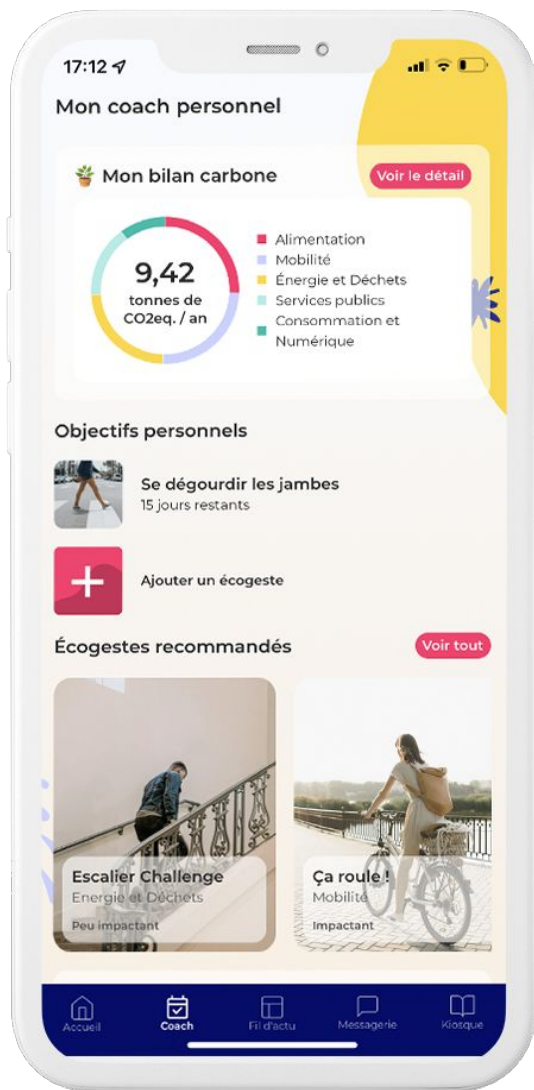 17:12
Mon coach personnel
Mon bilan carbone
Voir le détail
9,42
tonnes de
CO2eq. / an
Alimentation
Mobilité
Énergie et Déchets
Services publics
Consommation et
Numérique
Objectifs personnels
Se dégourdir les jambes
15 jours restants
Ajouter un écogeste
Écogestes recommandés
Voir tout
Escalier Challenge
Energie et Déchets
Peu impactant
Ça roule !
Mobilité
Impactant
Accueil
Coach
Fil d'actu
Messagerie
Kiosque